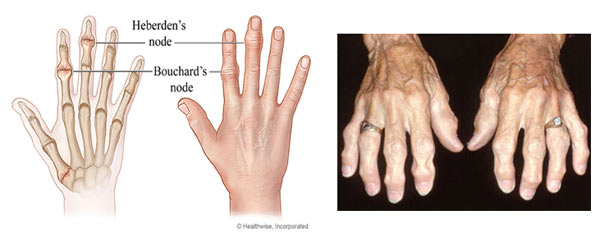 Heberden's
node
Bouchard's
node
© Healthwise, Incorporated